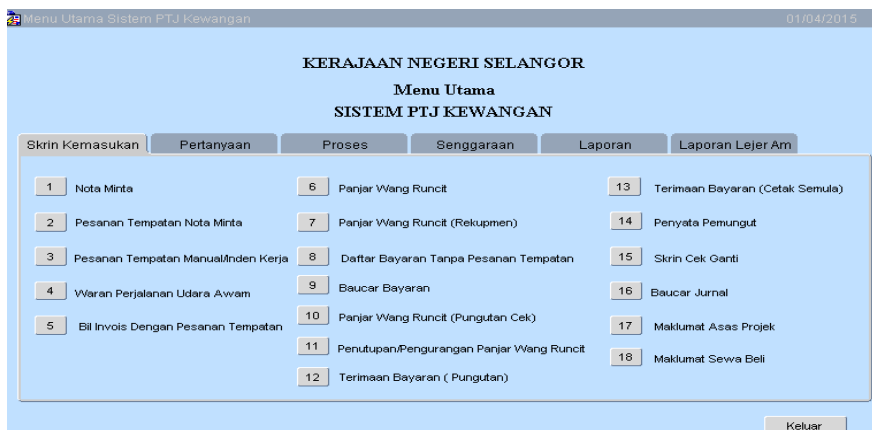 Menu Utama Sistem PTJ Kewangan 01/04/2015
KERAJAAN NEGERI SELANGOR
Menu Utama
SISTEM PTJ KEWANGAN
Skrin Kemasukan Pertanyaan Proses Senggaraan Laporan Laporan Lejer Am
1 Nota Minta
2 Pesanan Tempatan Nota Minta
3 Pesanan Tempatan Manual/Inden Kerja
4 Waran Perjalanan Udara Awam
5 Bil Invois Dengan Pesanan Tempatan
6 Panjar Wang Runcit
7 Panjar Wang Runcit (Rekupmen)
8 Daftar Bayaran Tanpa Pesanan Tempatan
9 Baucar Bayaran
10 Panjar Wang Runcit (Pungutan Cek)
11 Penutupan/Pengurangan Panjar Wang Runcit
12 Terimaan Bayaran ( Pungutan)
13 Terimaan Bayaran (Cetak Semula)
14 Penyata Pemungut
15 Skrin Cek Ganti
16 Baucar Jurnal
17 Maklumat Asas Projek
18 Maklumat Sewa Beli
Keluar